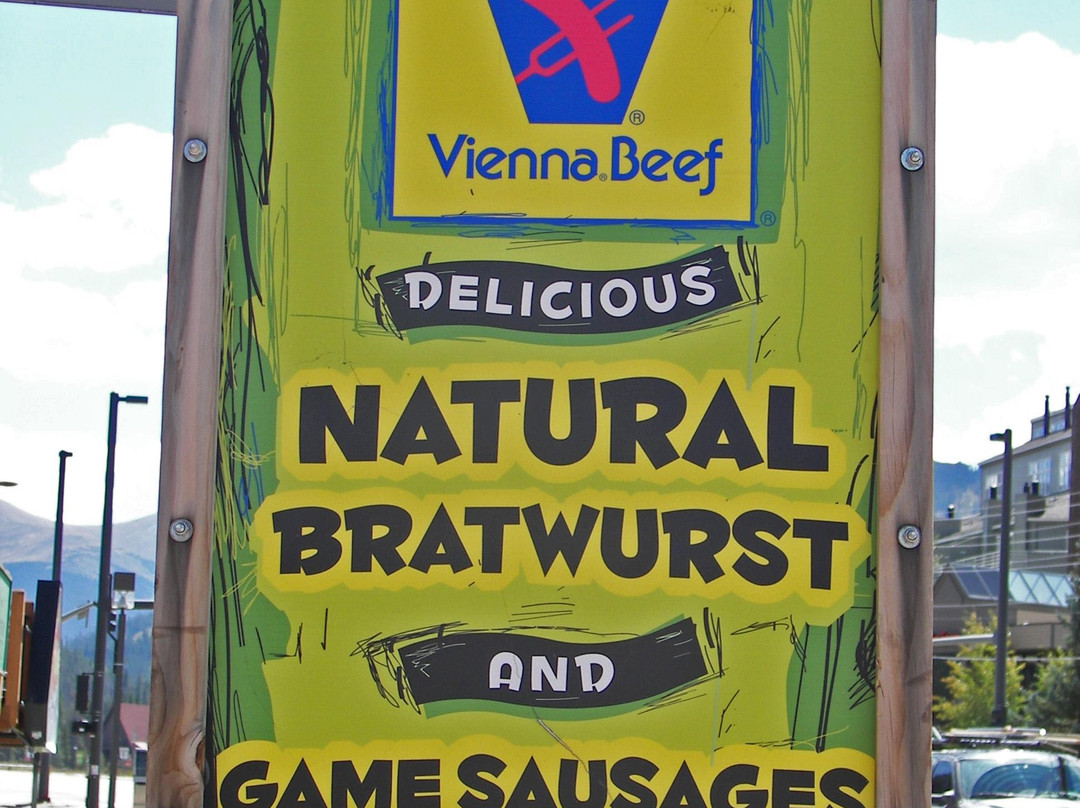 ®
Vienna® Beef
®
DELICIOUS
NATURAL
BRATWURST
AND
GAME SAUSAGES